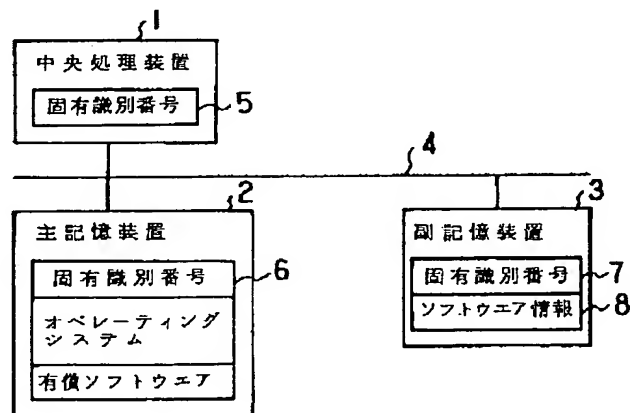 1
中央処理装置
固有識別番号
5
4
2
主記憶装置
固有識別番号
6
オペレーティング
システム
有償ソフトウエア
3
副記憶装置
固有識別番号
7
ソフトウエア情報
8